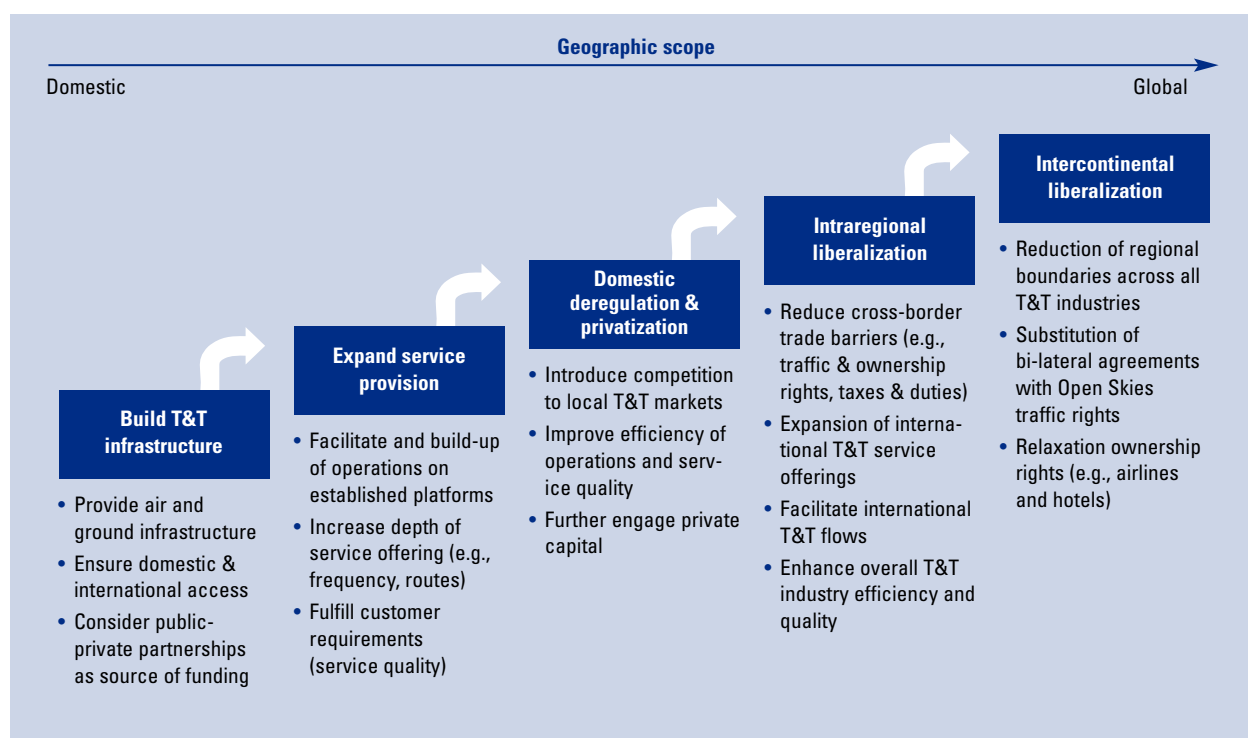 Geographic scope
Domestic
Global
Build T&T
infrastructure
• Provide air and
ground infrastructure
• Ensure domestic &
international access
• Consider public-
private partnerships
as source of funding
Expand service
provision
• Facilitate and build-up
of operations on
established platforms
• Increase depth of
service offering (e.g.,
frequency, routes)
• Fulfill customer
requirements
(service quality)
Domestic
deregulation &
privatization
• Introduce competition
to local T&T markets
• Improve efficiency of
operations and serv-
ice quality
• Further engage private
capital
Intraregional
liberalization
• Reduce cross-border
trade barriers (e.g.,
traffic & ownership
rights, taxes & duties)
• Expansion of interna-
tional T&T service
offerings
• Facilitate international
T&T flows
• Enhance overall T&T
industry efficiency and
quality
Intercontinental
liberalization
• Reduction of regional
boundaries across all
T&T industries
• Substitution of
bi-lateral agreements
with Open Skies
traffic rights
• Relaxation ownership
rights (e.g., airlines
and hotels)